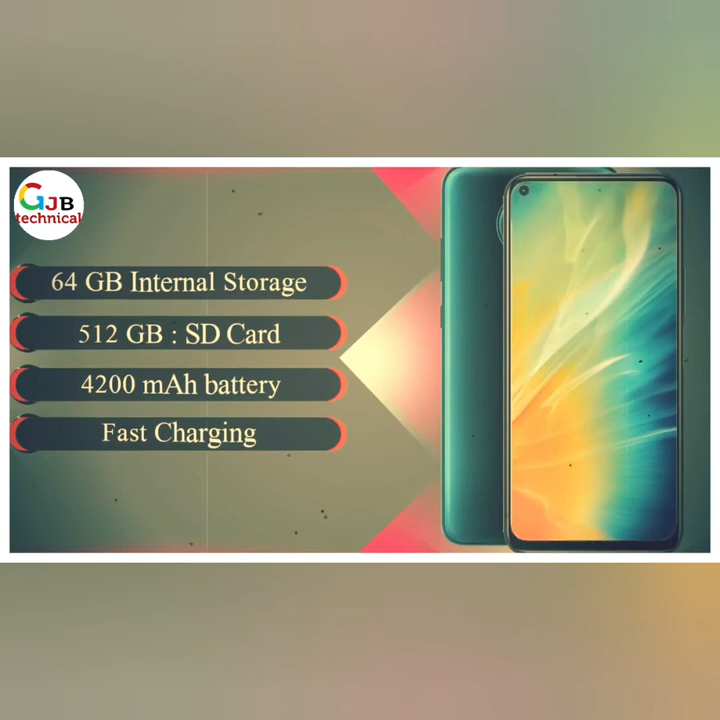 GJB
technical
64 GB Internal Storage
512 GB : SD Card
4200 mAh battery
Fast Charging